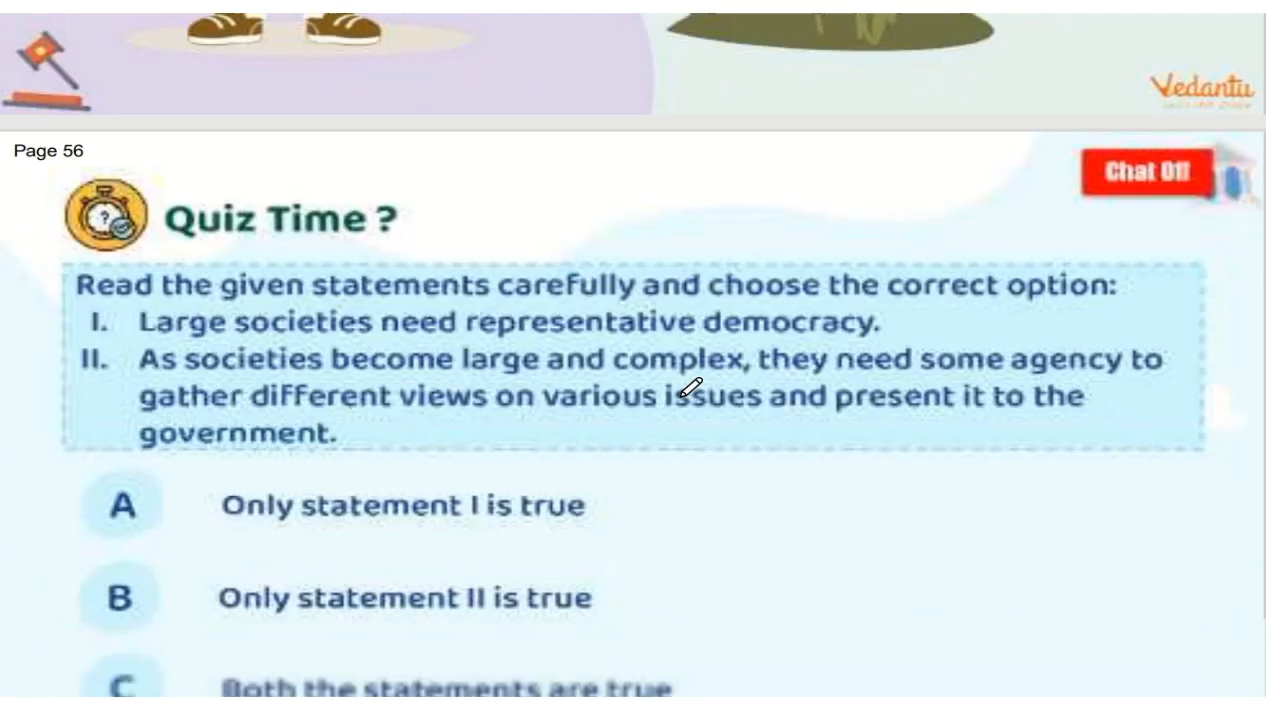 Vedantu
Page 56
Chat Off
Quiz Time ?
Read the given statements carefully and choose the correct option:
I. Large societies need representative democracy.
II. As societies become large and complex, they need some agency to
gather different views on various issues and present it to the
government.
A Only statement I is true
B Only statement II is true
C Both the statements are true